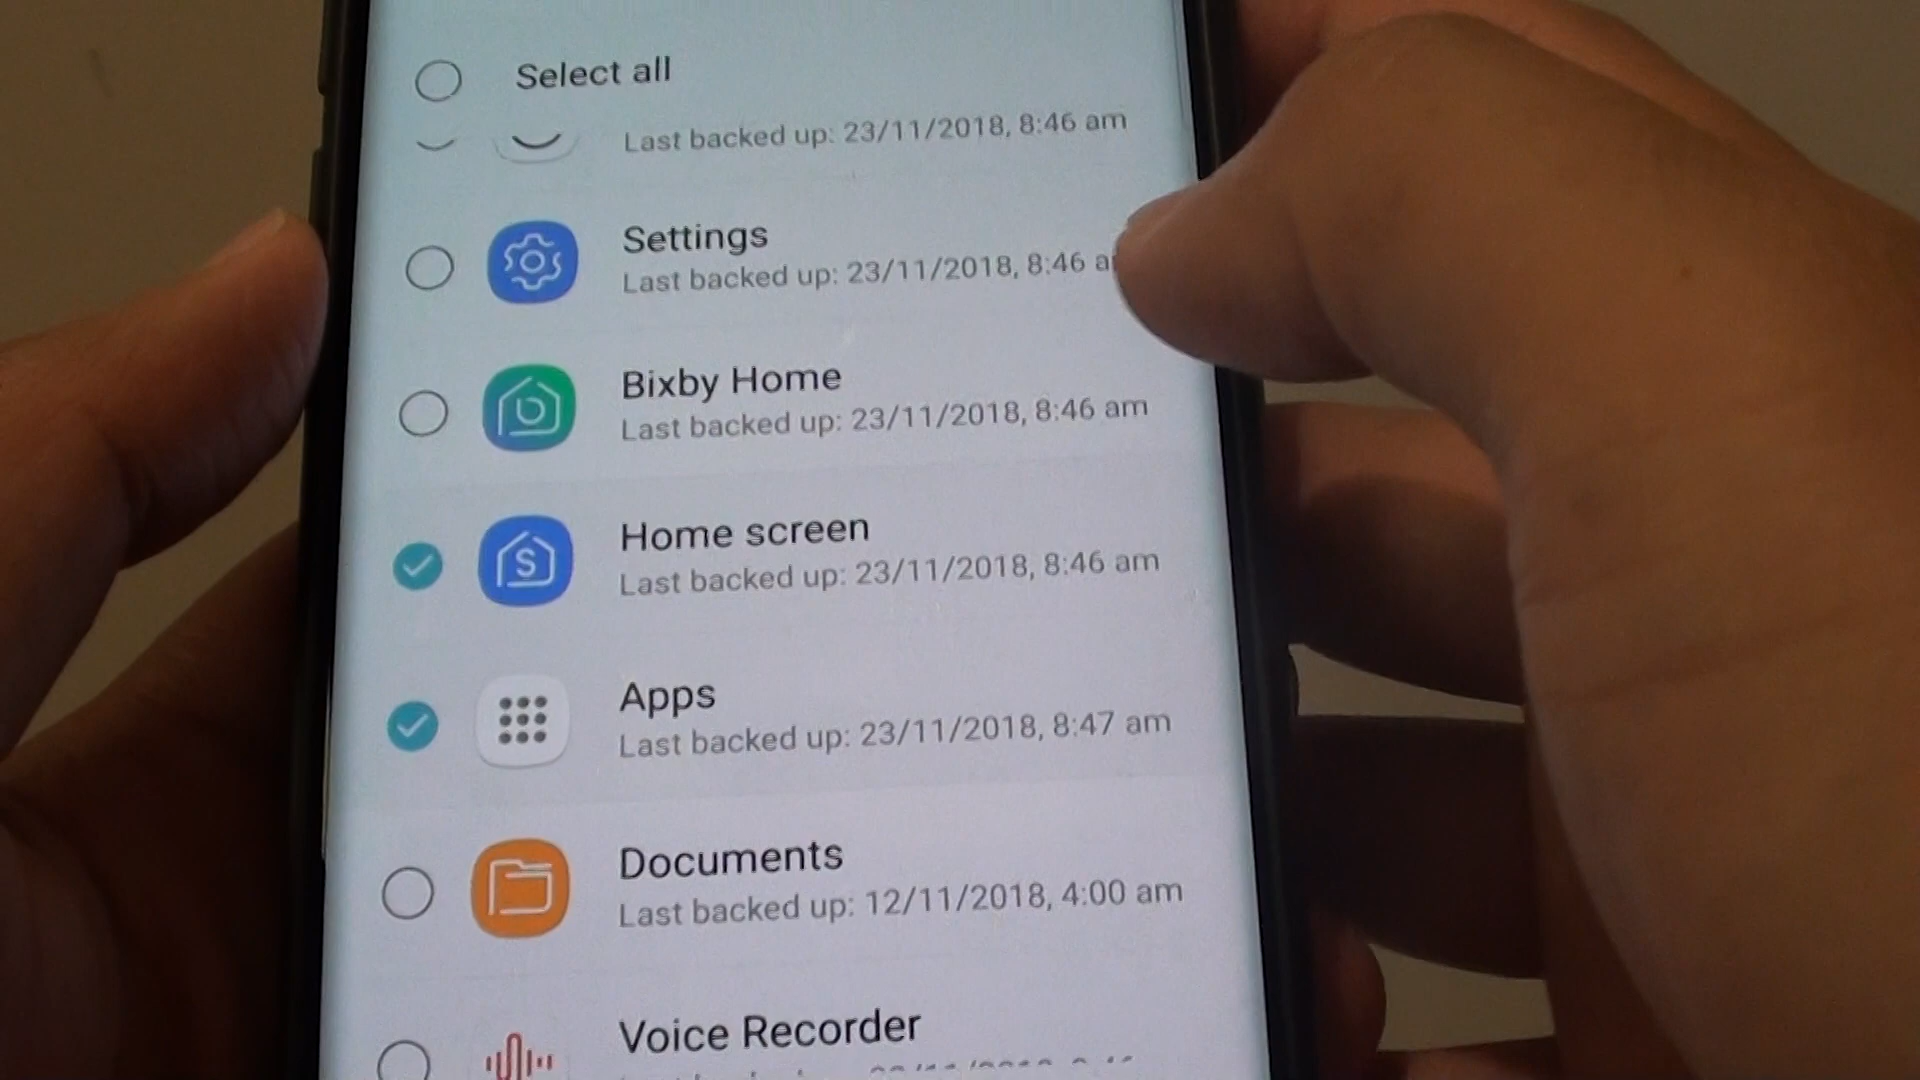 Select all
Last backed up: 23/11/2018, 8:46 am
Settings
Last backed up: 23/11/2018, 8:46 a
Bixby Home
Last backed up: 23/11/2018, 8:46 am
Home screen
Last backed up: 23/11/2018, 8:46 am
Apps
Last backed up: 23/11/2018, 8:47 am
Documents
Last backed up: 12/11/2018, 4:00 am
Voice Recorder